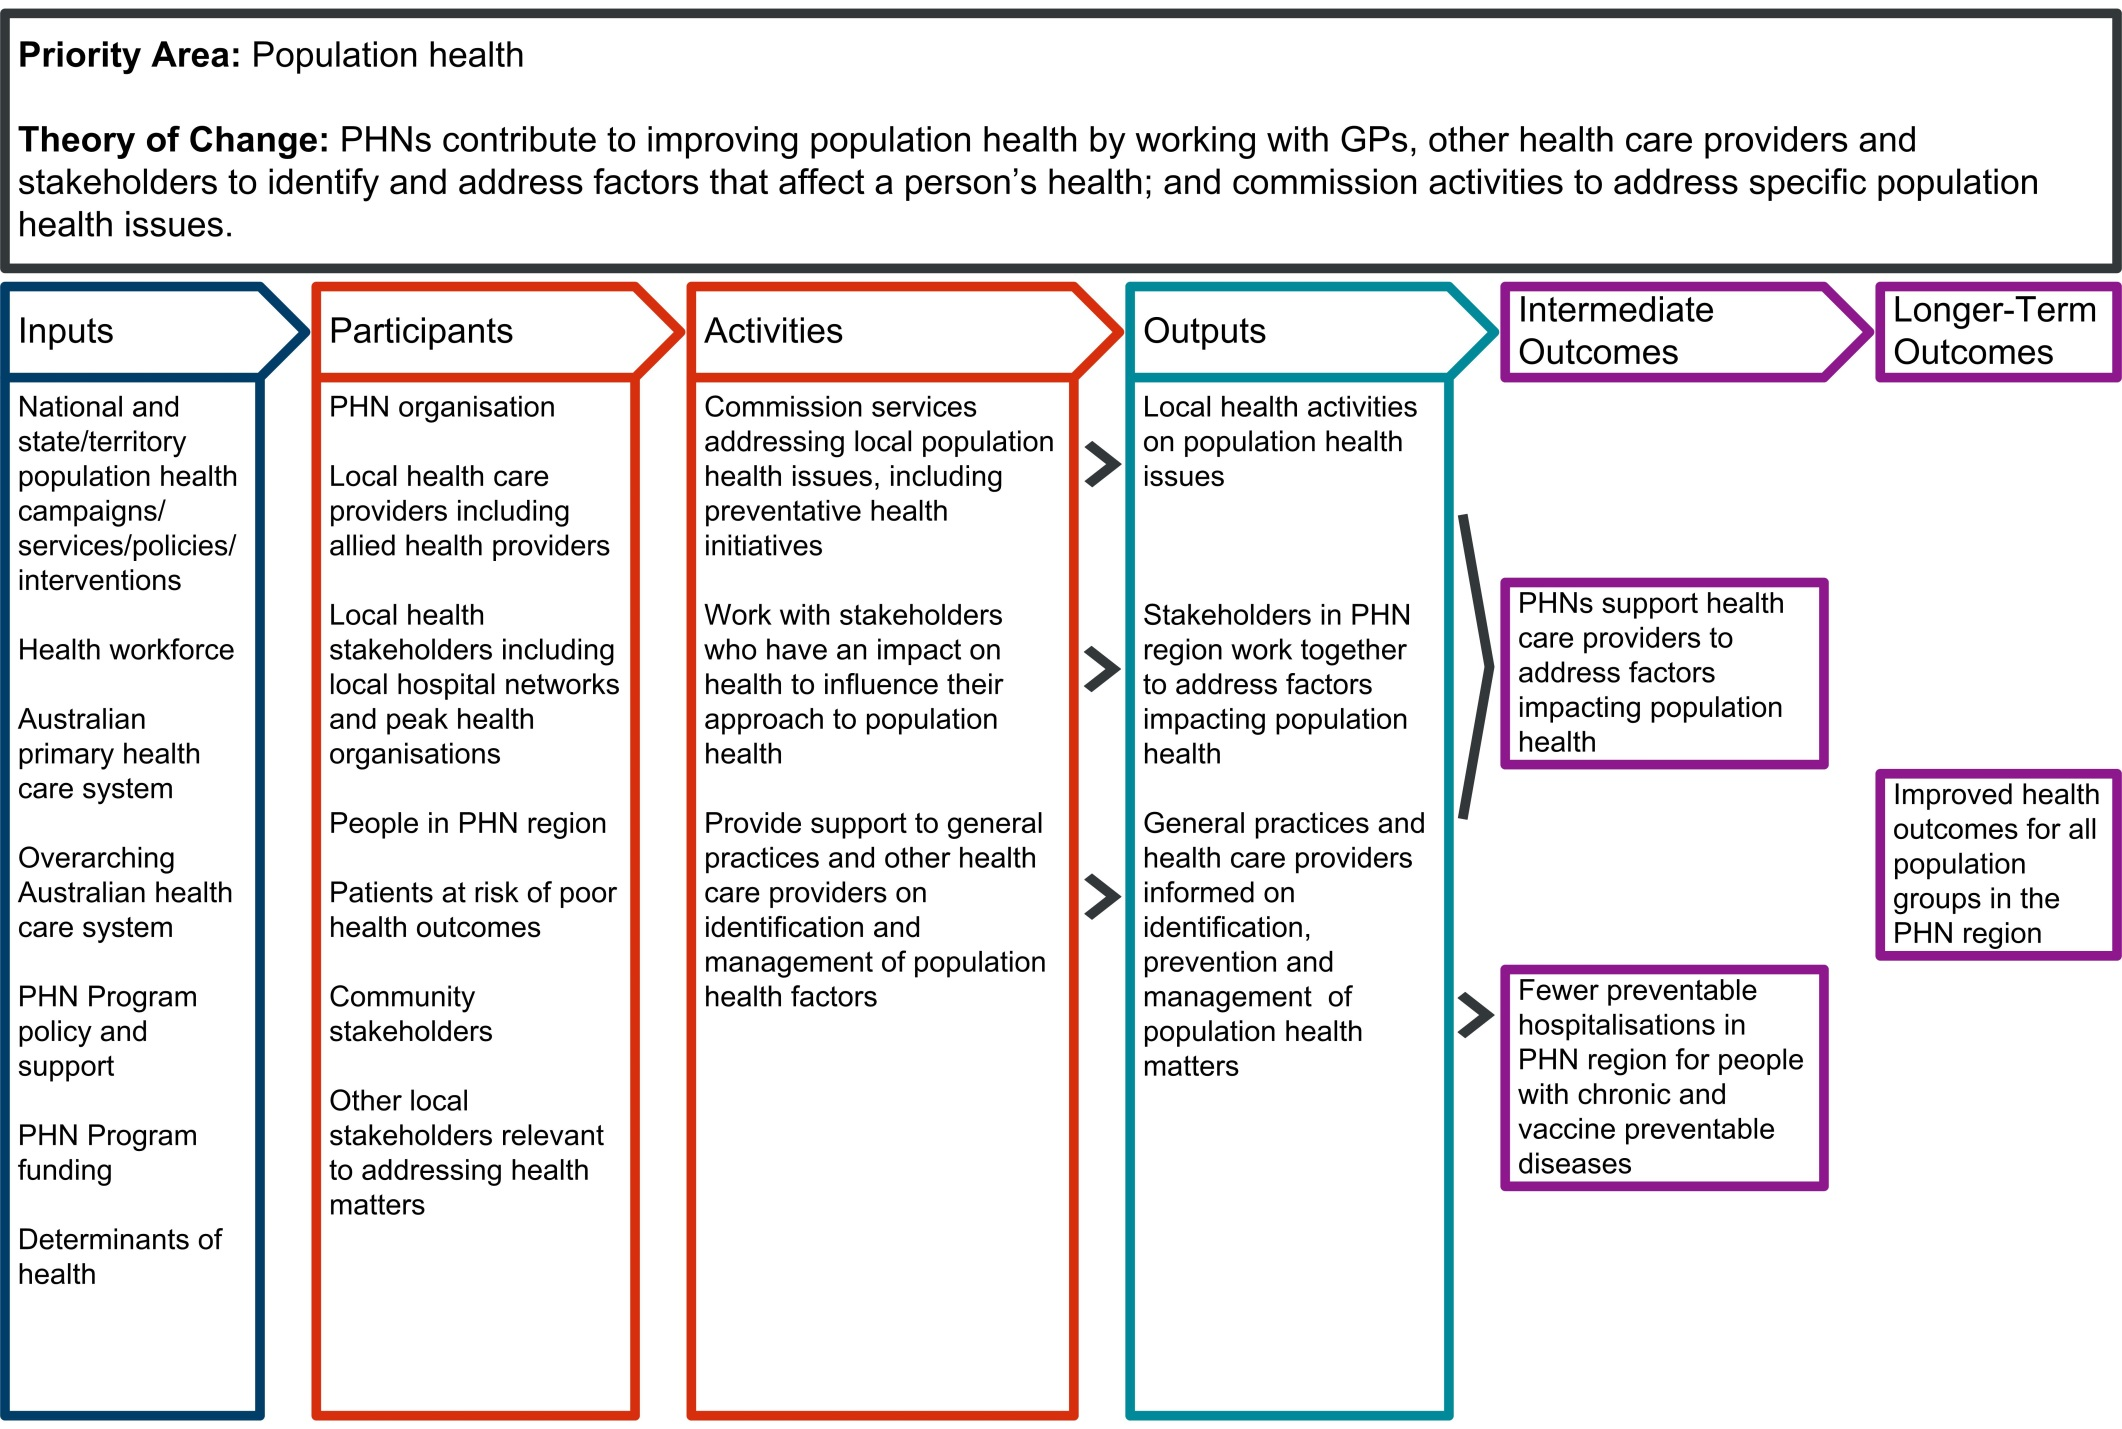 Priority Area: Population health
Theory of Change: PHNs contribute to improving population health by working with GPs, other health care providers and
stakeholders to identify and address factors that affect a person’s health; and commission activities to address specific population
health issues.
Inputs
National and
state/territory
population health
campaigns/
services/policies/
interventions
Health workforce
Australian
primary health
care system
Overarching
Australian health
care system
PHN Program
policy and
support
PHN Program
funding
Determinants of
health
Participants
PHN organisation
Local health care
providers including
allied health providers
Local health
stakeholders including
local hospital networks
and peak health
organisations
People in PHN region
Patients at risk of poor
health outcomes
Community
stakeholders
Other local
stakeholders relevant
to addressing health
matters
Activities
Commission services
addressing local population
health issues, including
preventative health
initiatives
Work with stakeholders
who have an impact on
health to influence their
approach to population
health
Provide support to general
practices and other health
care providers on
identification and
management of population
health factors
Outputs
Local health activities
on population health
issues
Stakeholders in PHN
region work together
to address factors
impacting population
health
General practices and
health care providers
informed on
identification,
prevention and
management of
population health
matters
Intermediate
Outcomes
PHNs support health
care providers to
address factors
impacting population
health
Fewer preventable
hospitalisations in
PHN region for people
with chronic and
vaccine preventable
diseases
Longer-Term
Outcomes
Improved health
outcomes for all
population
groups in the
PHN region